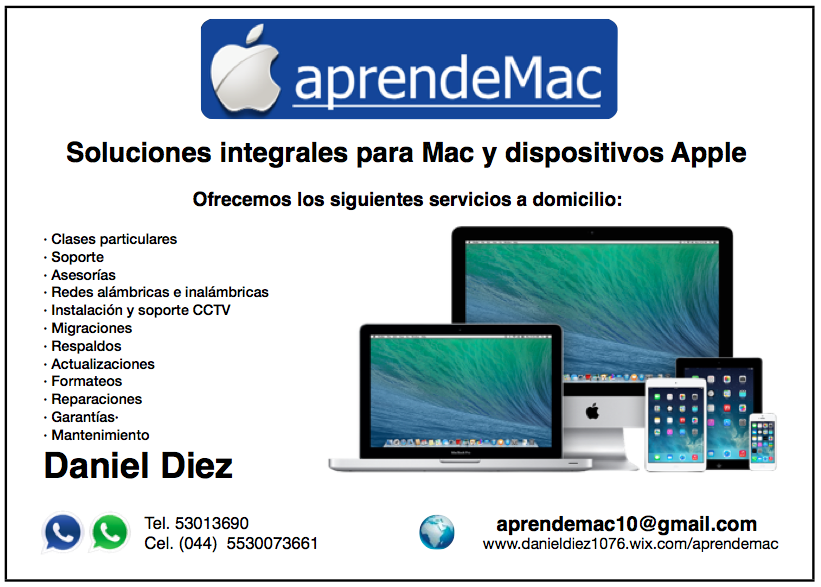 aprendeMac
Soluciones integrales para Mac y dispositivos Apple
Ofrecemos los siguientes servicios a domicilio:
· Clases particulares
· Soporte
· Asesorías
· Redes alámbricas e inalámbricas
· Instalación y soporte CCTV
· Migraciones
· Respaldos
· Actualizaciones
· Formateos
· Reparaciones
· Garantías·
· Mantenimiento
Daniel Diez
Tel. 53013690
Cel. (044) 5530073661
aprendemac10@gmail.com
www.danieldiez1076.wix.com/aprendemac